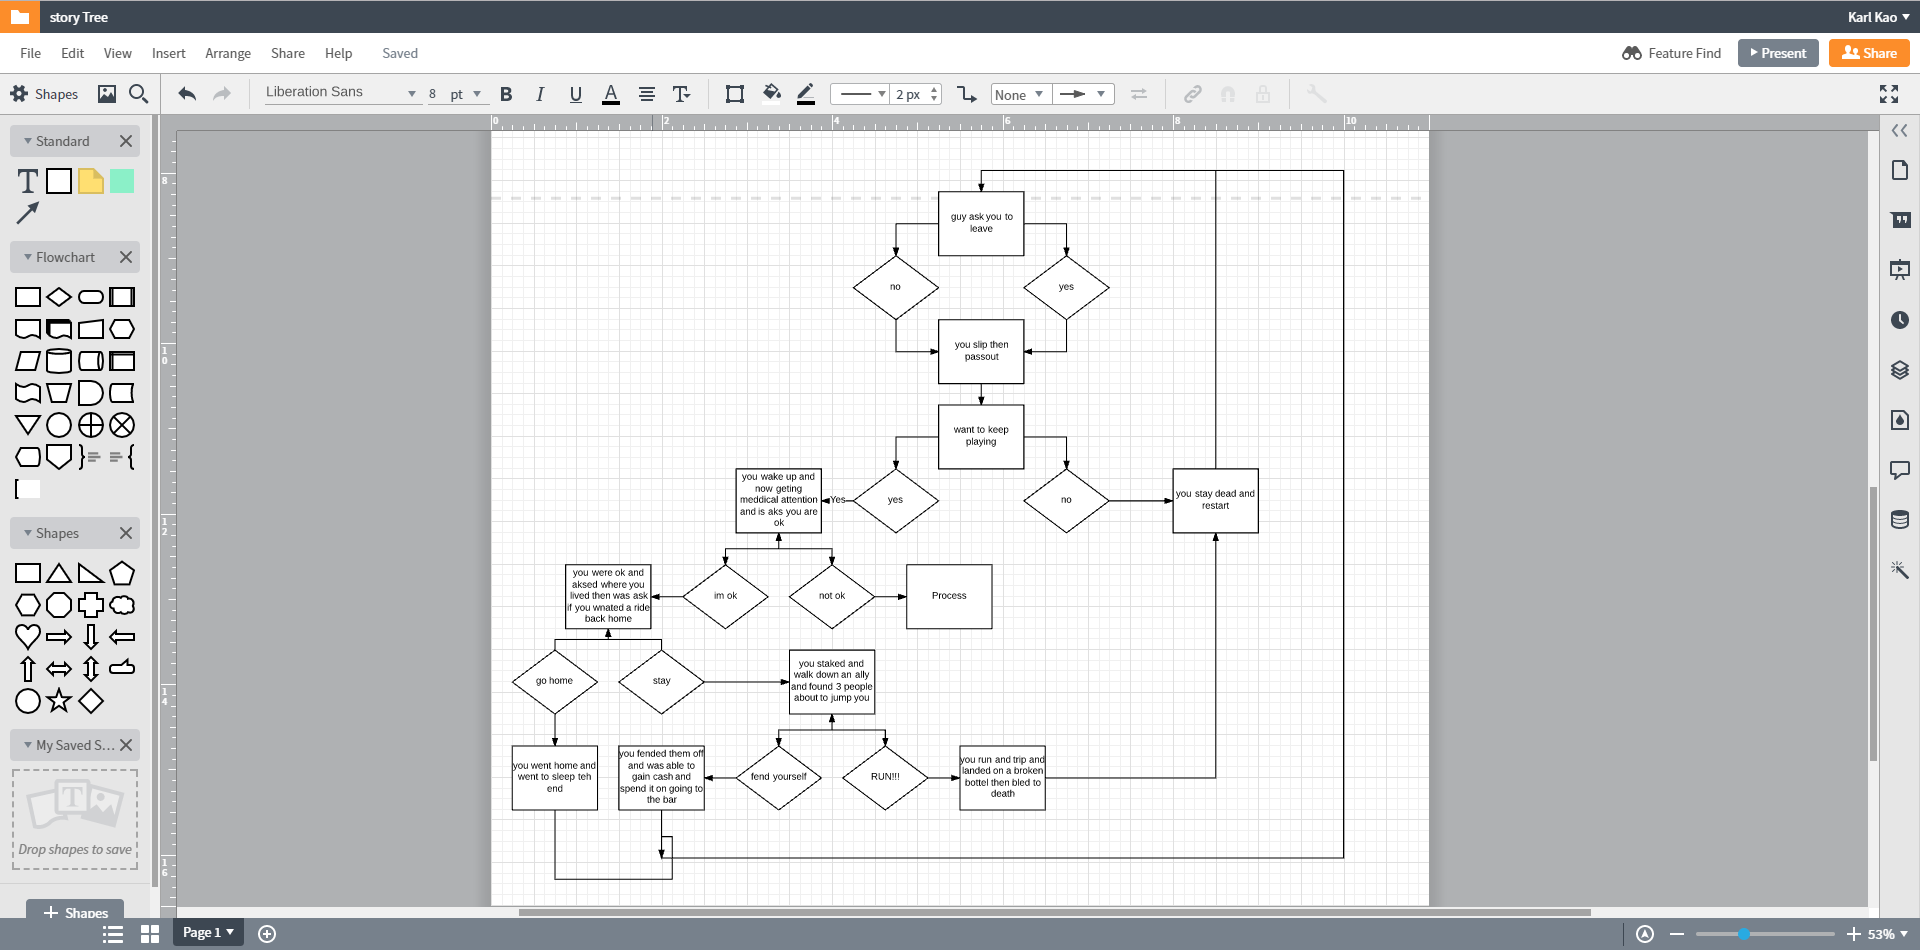 story Tree
Karl Kao
File Edit View Insert Arrange Share Help Saved
Feature Find Present Share
Shapes Liberation Sans 8 pt B I U A T 2 px None
0 2 4 6 8 10
Standard
T
Flowchart
Shapes
My Saved S...
T
Drop shapes to save
Shapes
8
10
12
14
16
guy ask you to
leave
no
yes
you slip then
passout
want to keep
playing
you wake up and
now geting
meddical attention
and is aks you are
ok
Yes
yes
no
you stay dead and
restart
you were ok and
aksed where you
lived then was ask
if you wnated a ride
back home
im ok
not ok
Process
go home
stay
you staked and
walk down an ally
and found 3 people
about to jump you
you went home and
went to sleep teh
end
you fended them off
and was able to
gain cash and
spend it on going to
the bar
fend yourself
RUN!!!
you run and trip and
landed on a broken
bottel then bled to
death
Page 1
53%